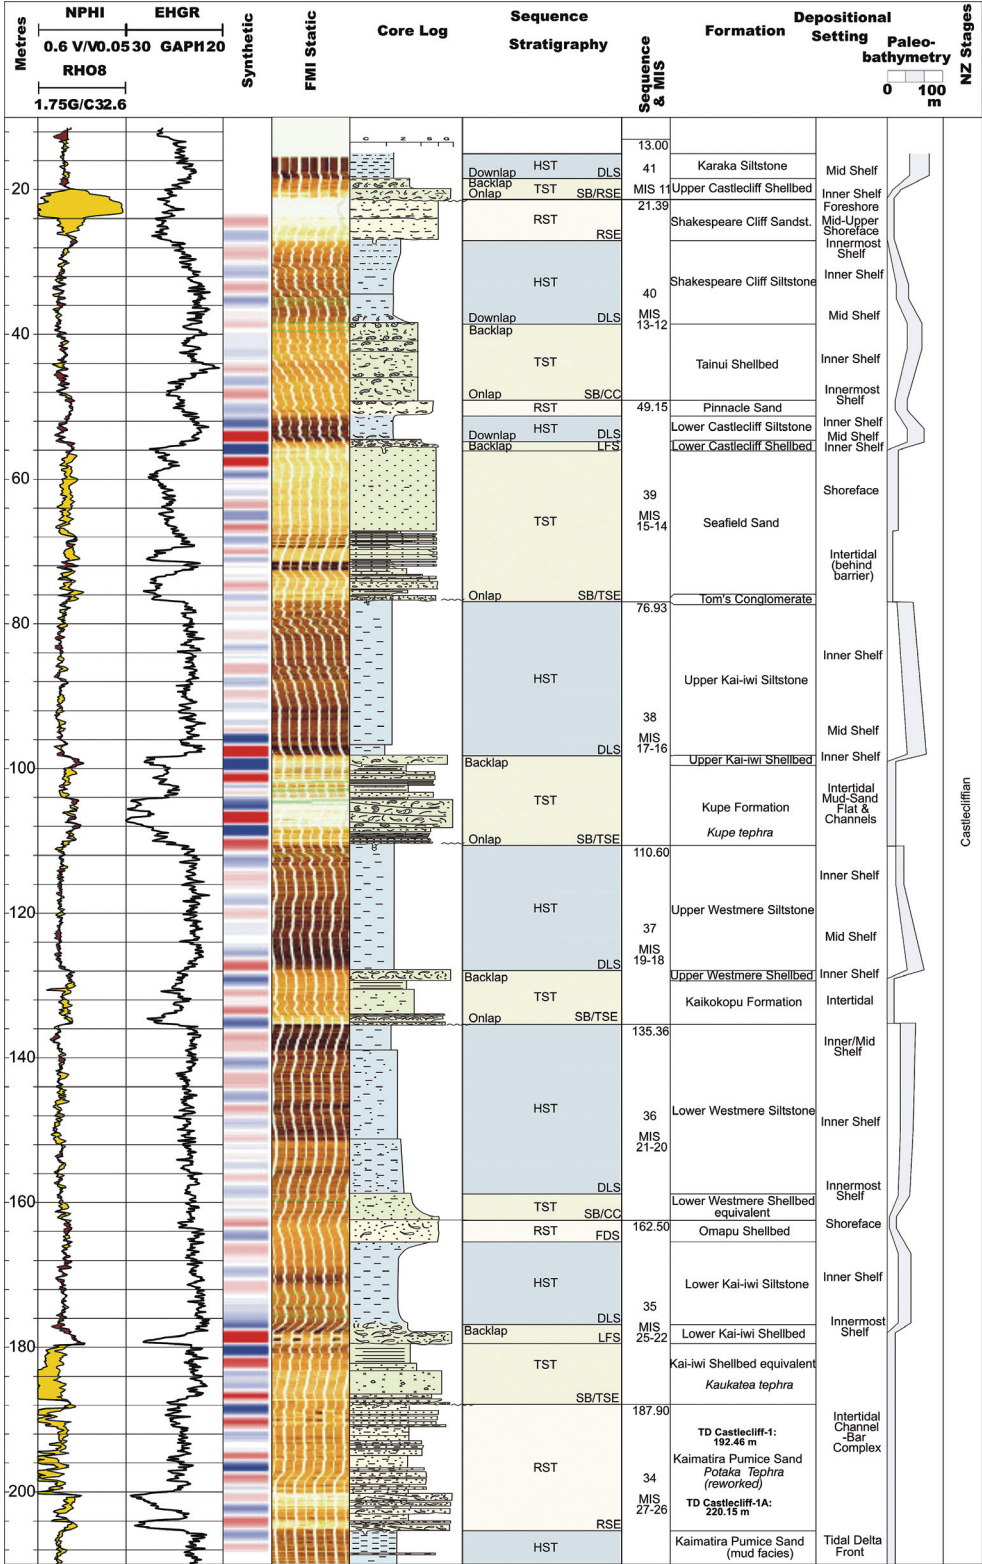 Metres
NPHI
0.6 V/V0.05
RHO8
1.75G/C32.6
EHGR
30 GAPI120
Synthetic
FMI Static
Core Log
Sequence
Stratigraphy
Sequence
& MIS
Formation
Depositional
Setting
Paleo-
bathymetry
0 100
m
NZ Stages
C Z S G
20
40
60
80
100
120
140
160
180
200
HST
Downlap DLS
Backlap
TST
Onlap SB/RSE
RST
RSE
HST
Downlap DLS
Backlap
TST
Onlap SB/CC
RST
HST
Downlap DLS
Backlap LFS
TST
Onlap SB/TSE
HST
DLS
Backlap
TST
Onlap SB/TSE
HST
DLS
Backlap
TST
Onlap SB/TSE
HST
DLS
TST
SB/CC
RST FDS
HST
DLS
Backlap LFS
TST
SB/TSE
RST
RSE
HST
13.00
41
MIS 11
21.39
40
MIS
13-12
49.15
39
MIS
15-14
76.93
38
MIS
17-16
110.60
37
MIS
19-18
135.36
36
MIS
21-20
162.50
35
MIS
25-22
187.90
34
MIS
27-26
Karaka Siltstone
Upper Castlecliff Shellbed
Shakespeare Cliff Sandst.
Shakespeare Cliff Siltstone
Tainui Shellbed
Pinnacle Sand
Lower Castlecliff Siltstone
Lower Castlecliff Shellbed
Seafield Sand
Tom's Conglomerate
Upper Kai-iwi Siltstone
Upper Kai-iwi Shellbed
Kupe Formation
Kupe tephra
Upper Westmere Siltstone
Upper Westmere Shellbed
Kaikokopu Formation
Lower Westmere Siltstone
Lower Westmere Shellbed
equivalent
Omapu Shellbed
Lower Kai-iwi Siltstone
Lower Kai-iwi Shellbed
Kai-iwi Shellbed equivalent
Kaukatea tephra
TD Castlecliff-1:
192.46 m
Kaimatira Pumice Sand
Potaka Tephra
(reworked)
TD Castlecliff-1A:
220.15 m
Kaimatira Pumice Sand
(mud facies)
Mid Shelf
Inner Shelf
Foreshore
Mid-Upper
Shoreface
Innermost
Shelf
Inner Shelf
Mid Shelf
Inner Shelf
Innermost
Shelf
Inner Shelf
Mid Shelf
Inner Shelf
Shoreface
Intertidal
(behind
barrier)
Inner Shelf
Mid Shelf
Inner Shelf
Intertidal
Mud-Sand
Flat &
Channels
Inner Shelf
Mid Shelf
Inner Shelf
Intertidal
Inner/Mid
Shelf
Inner Shelf
Innermost
Shelf
Shoreface
Inner Shelf
Innermost
Shelf
Intertidal
Channel
-Bar
Complex
Tidal Delta
Front
Castlecliffian